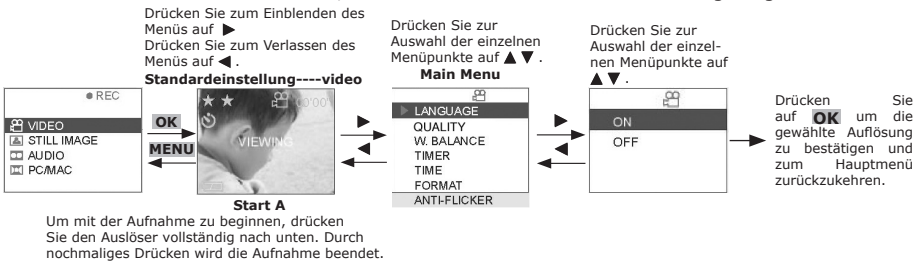 Drücken Sie zum Einblenden des
Menüs auf ▶
Drücken Sie zum Verlassen des
Menüs auf ◀ .
Standardeinstellung----video
● REC
VIDEO
STILL IMAGE
AUDIO
PC/MAC
OK
MENU
00'00"
VIEWING
Start A
Um mit der Aufnahme zu beginnen, drücken
Sie den Auslöser vollständig nach unten. Durch
nochmaliges Drücken wird die Aufnahme beendet.
Drücken Sie zur
Auswahl der einzelnen
Menüpunkte auf ▲ ▼ .
Main Menu
LANGUAGE
QUALITY
W. BALANCE
TIMER
TIME
FORMAT
ANTI-FLICKER
Drücken Sie zur
Auswahl der einzel-
nen Menüpunkte auf
▲ ▼ .
ON
OFF
Drücken Sie
auf OK um die
gewählte Auflösung
zu bestätigen und
zum Hauptmenü
zurückzukehren.